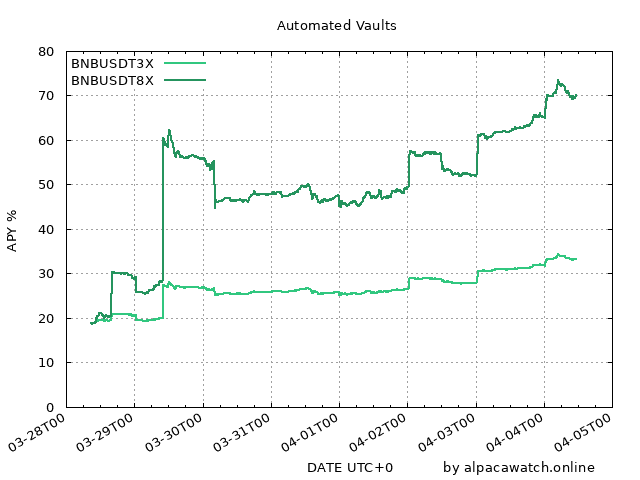 Automated Vaults
BNBUSDT3X
BNBUSDT8X
APY %
80
70
60
50
40
30
20
10
0
03-28T00
03-29T00
03-30T00
03-31T00
04-01T00
04-02T00
04-03T00
04-04T00
04-05T00
DATE UTC+0
by alpacawatch.online